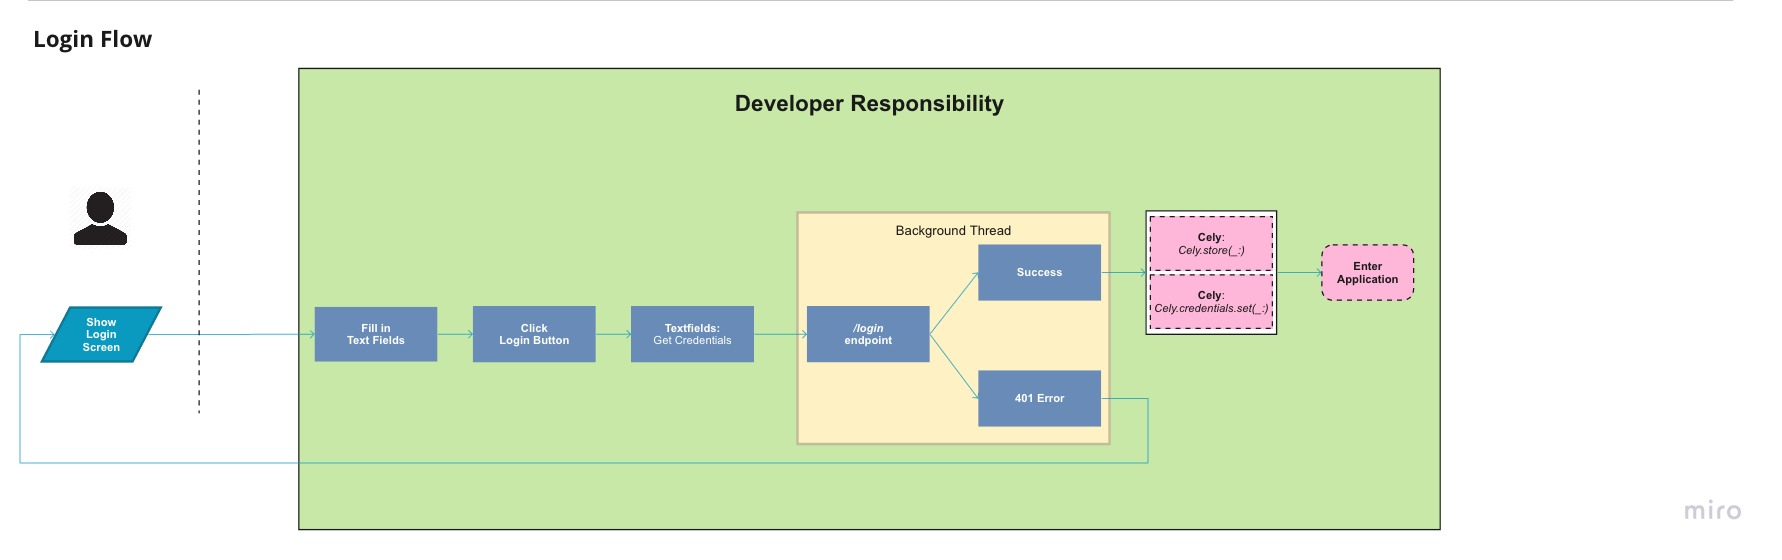 Login Flow
Developer Responsibility
Background Thread
Show
Login
Screen
Fill in
Text Fields
Click
Login Button
Textfields:
Get Credentials
/login
endpoint
Success
401 Error
Cely:
Cely.store(_:)
Cely:
Cely.credentials.set(_:)
Enter
Application
miro